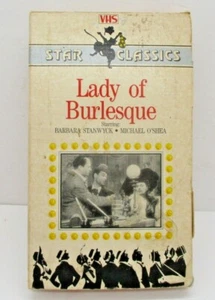 VHS
STAR CLASSICS
Lady of
Burlesque
Starring
BARBARA STANWYCK • MICHAEL O'SHEA